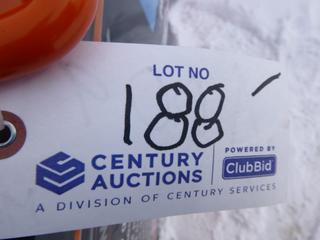 LOT NO
188
CENTURY
AUCTIONS
POWERED BY
ClubBid
A DIVISION OF CENTURY SERVICES